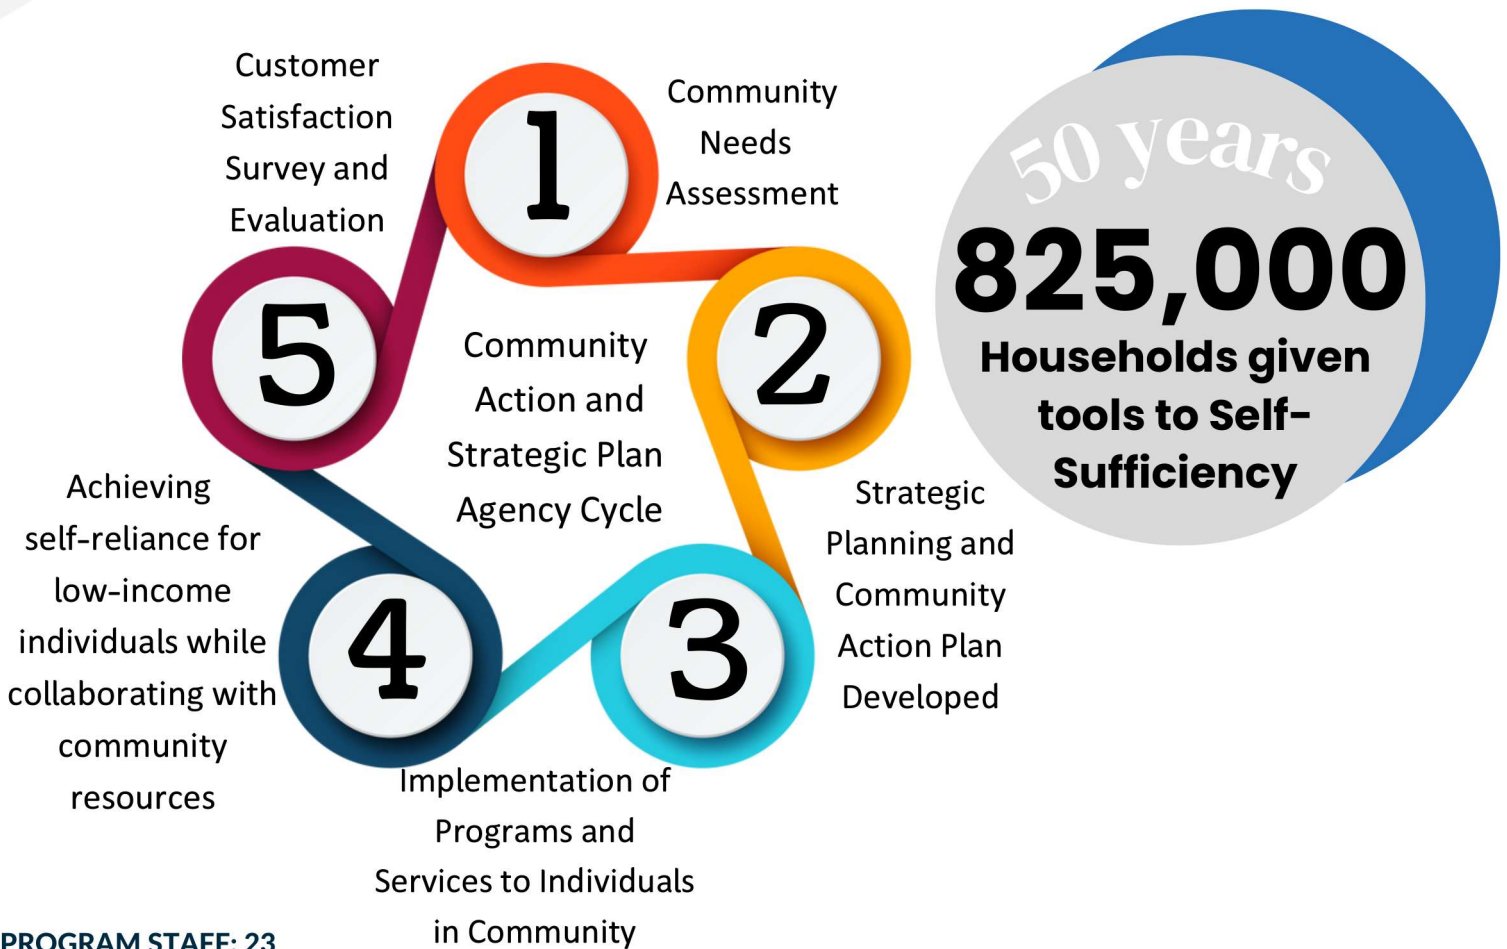 1
Community
Needs
Assessment
2
Strategic
Planning and
Community
Action Plan
Developed
3
Implementation of
Programs and
Services to Individuals
in Community
4
Achieving
self-reliance for
low-income
individuals while
collaborating with
community
resources
5
Customer
Satisfaction
Survey and
Evaluation
Community
Action and
Strategic Plan
Agency Cycle
50 years
825,000
Households given
tools to Self-
Sufficiency
PROGRAM STAFF: 23